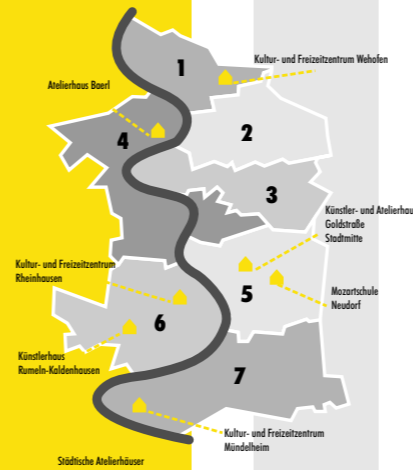 1
Kultur- und Freizeitzentrum Wehofen
Atelierhaus Baerl
4
2
3
Künstler- und Atelierhau
Goldstraße
Stadtmitte
Kultur- und Freizeitzentrum
Rheinhausen
5
Mozartschule
Neudorf
6
Künstlerhaus
Rumeln-Kaldenhausen
7
Kultur- und Freizeitzentrum
Mündelheim
Städtische Atelierhäuser